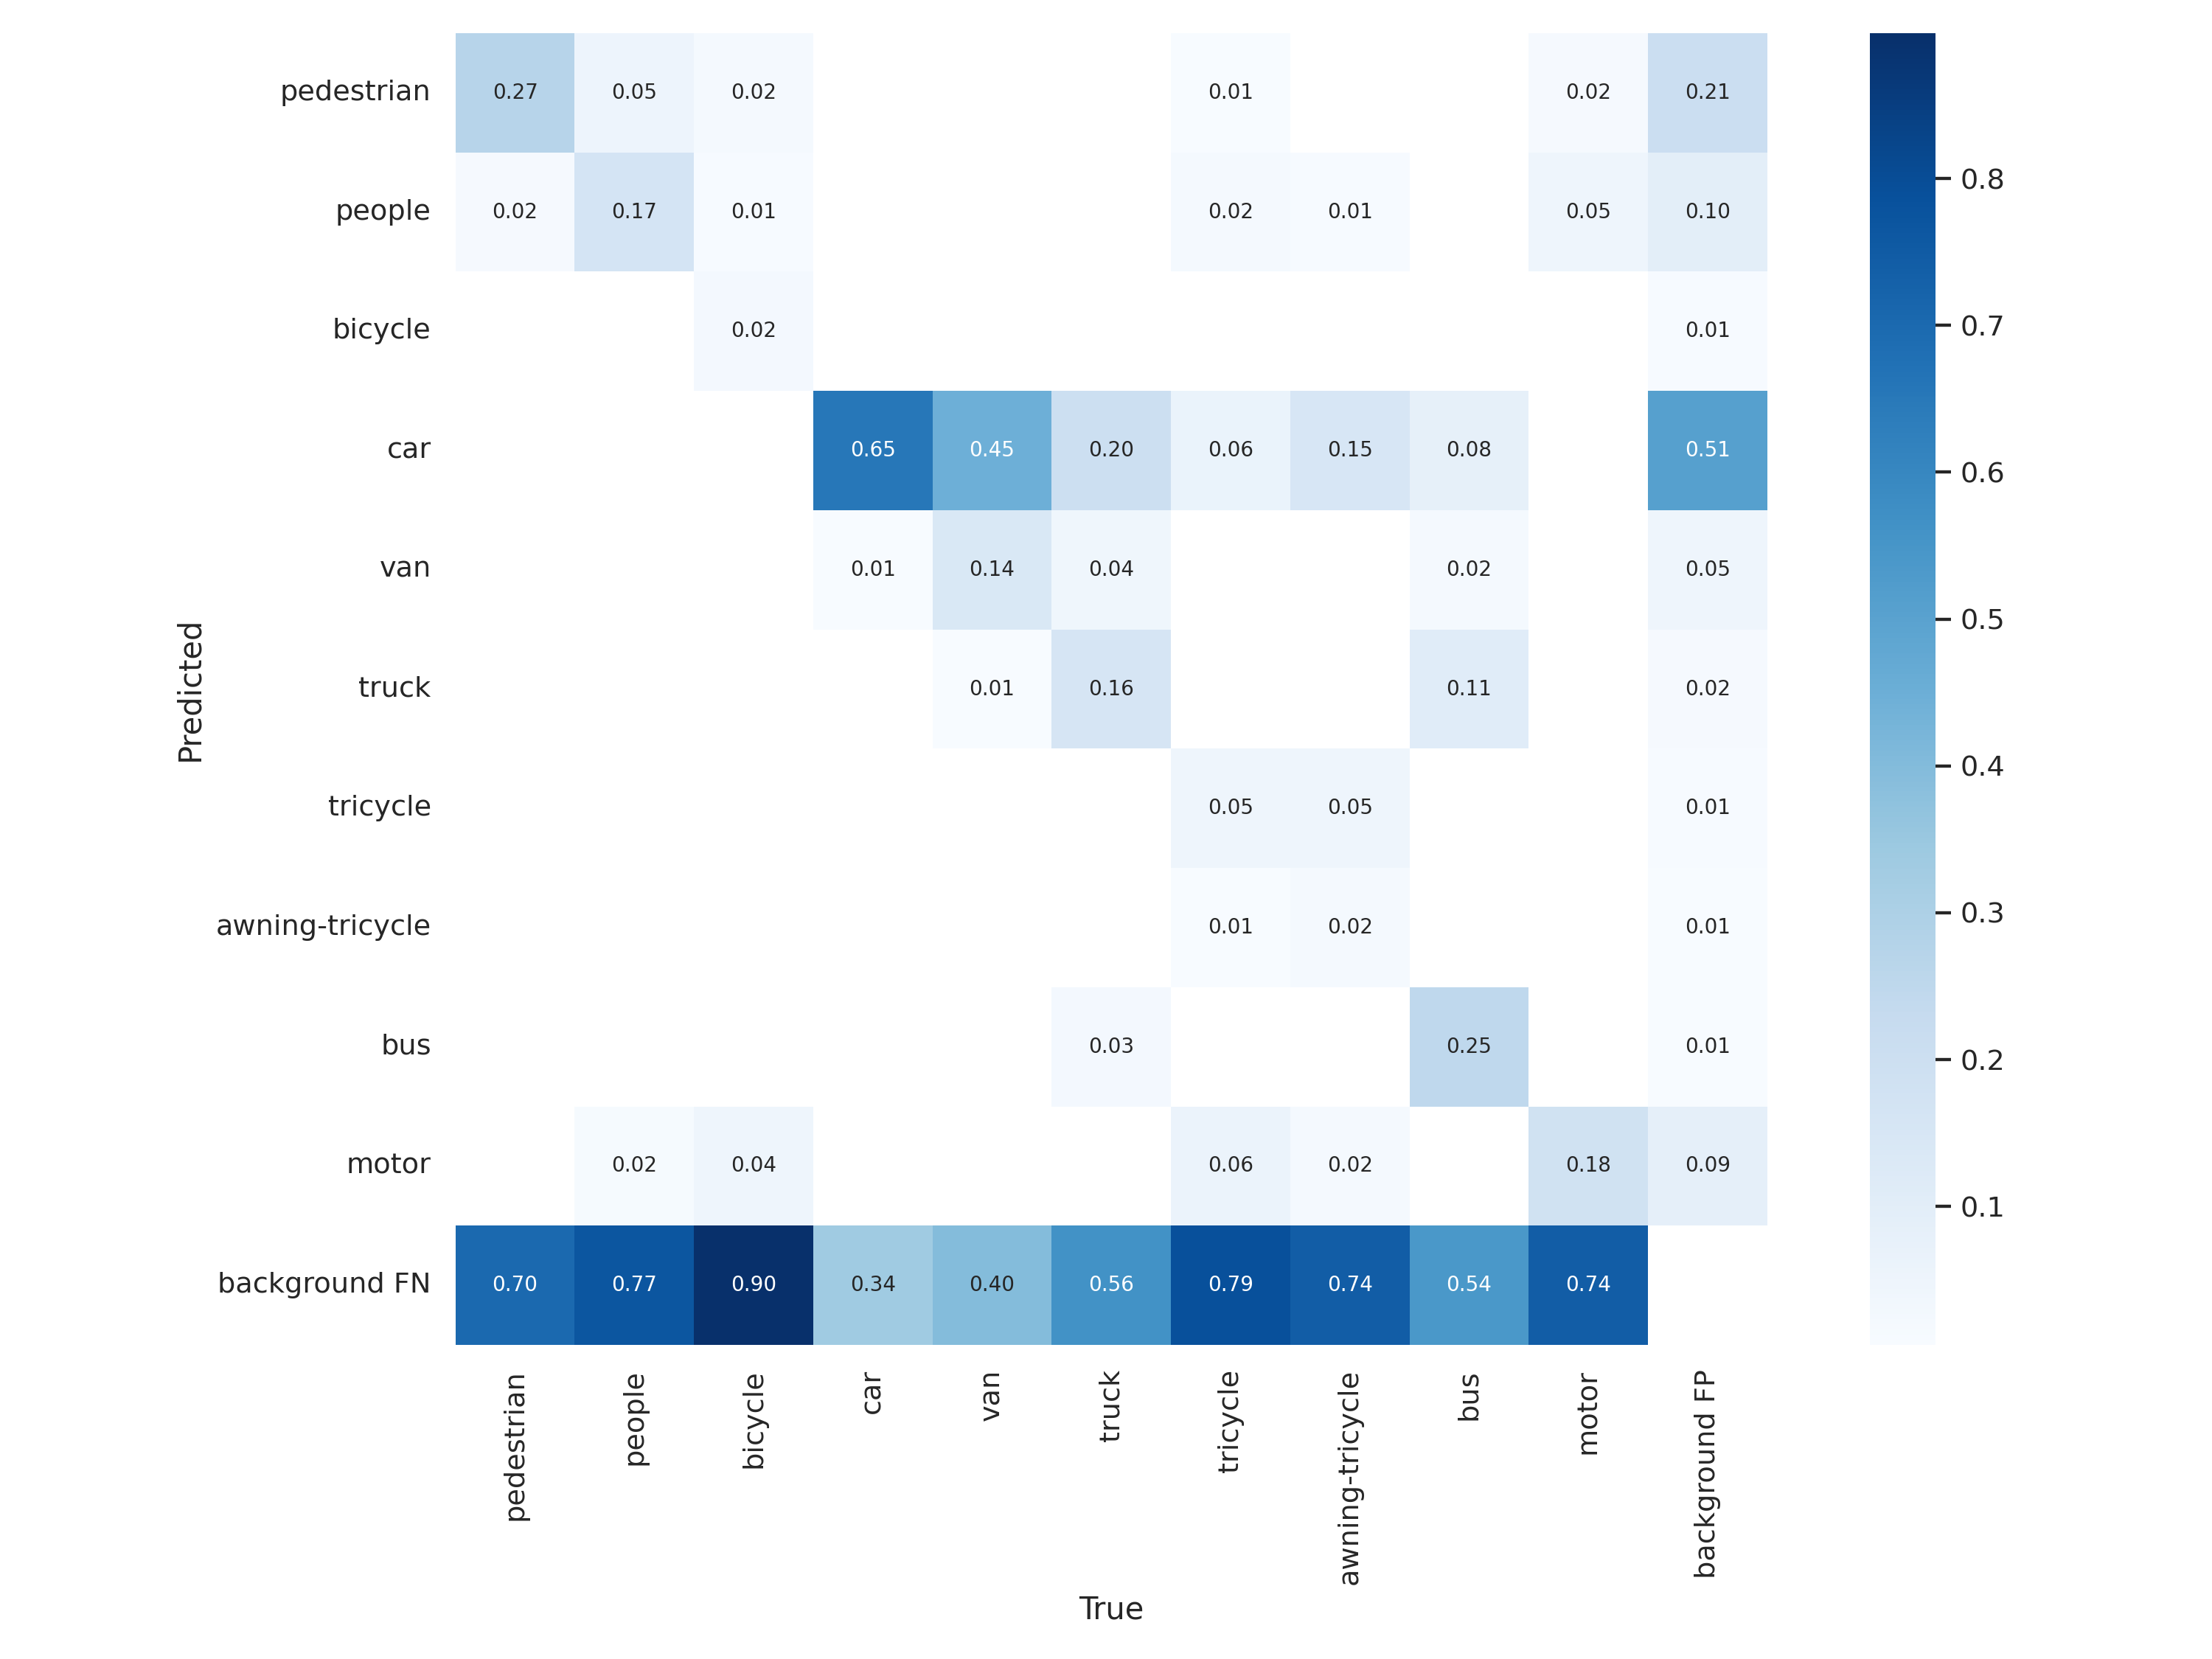 pedestrian 0.27 0.05 0.02 0.01 0.02 0.21
people 0.02 0.17 0.01 0.02 0.01 0.05 0.10
bicycle 0.02 0.01
car 0.65 0.45 0.20 0.06 0.15 0.08 0.51
van 0.01 0.14 0.04 0.02 0.05
truck 0.01 0.16 0.11 0.02
tricycle 0.05 0.05 0.01
awning-tricycle 0.01 0.02 0.01
bus 0.03 0.25 0.01
motor 0.02 0.04 0.06 0.02 0.18 0.09
background FN 0.70 0.77 0.90 0.34 0.40 0.56 0.79 0.74 0.54 0.74
Predicted
pedestrian
people
bicycle
car
van
truck
tricycle
awning-tricycle
bus
motor
background FP
True
0.8
0.7
0.6
0.5
0.4
0.3
0.2
0.1